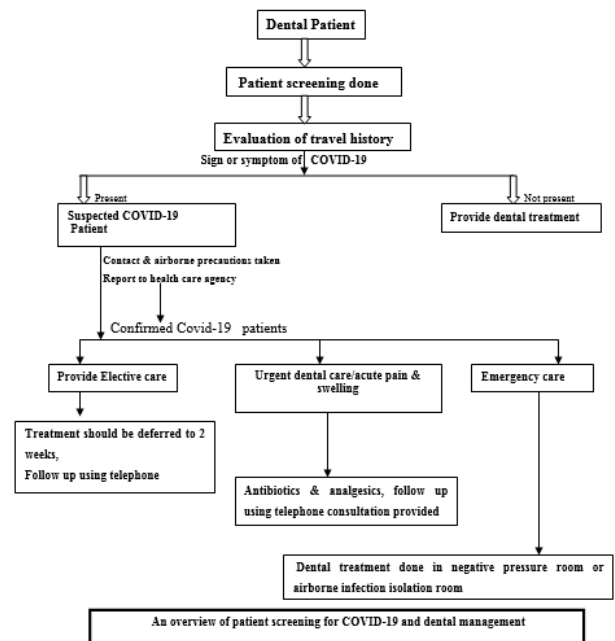 Dental Patient
Patient screening done
Evaluation of travel history
Sign or symptom of COVID-19
Present
Not present
Suspected COVID-19
Patient
Provide dental treatment
Contact & airborne precautions taken
Report to health care agency
Confirmed Covid-19 patients
Provide Elective care
Urgent dental care/acute pain &
swelling
Emergency care
Treatment should be deferred to 2
weeks,
Follow up using telephone
Antibiotics & analgesics, follow up
using telephone consultation provided
Dental treatment done in negative pressure room or
airborne infection isolation room
An overview of patient screening for COVID-19 and dental management